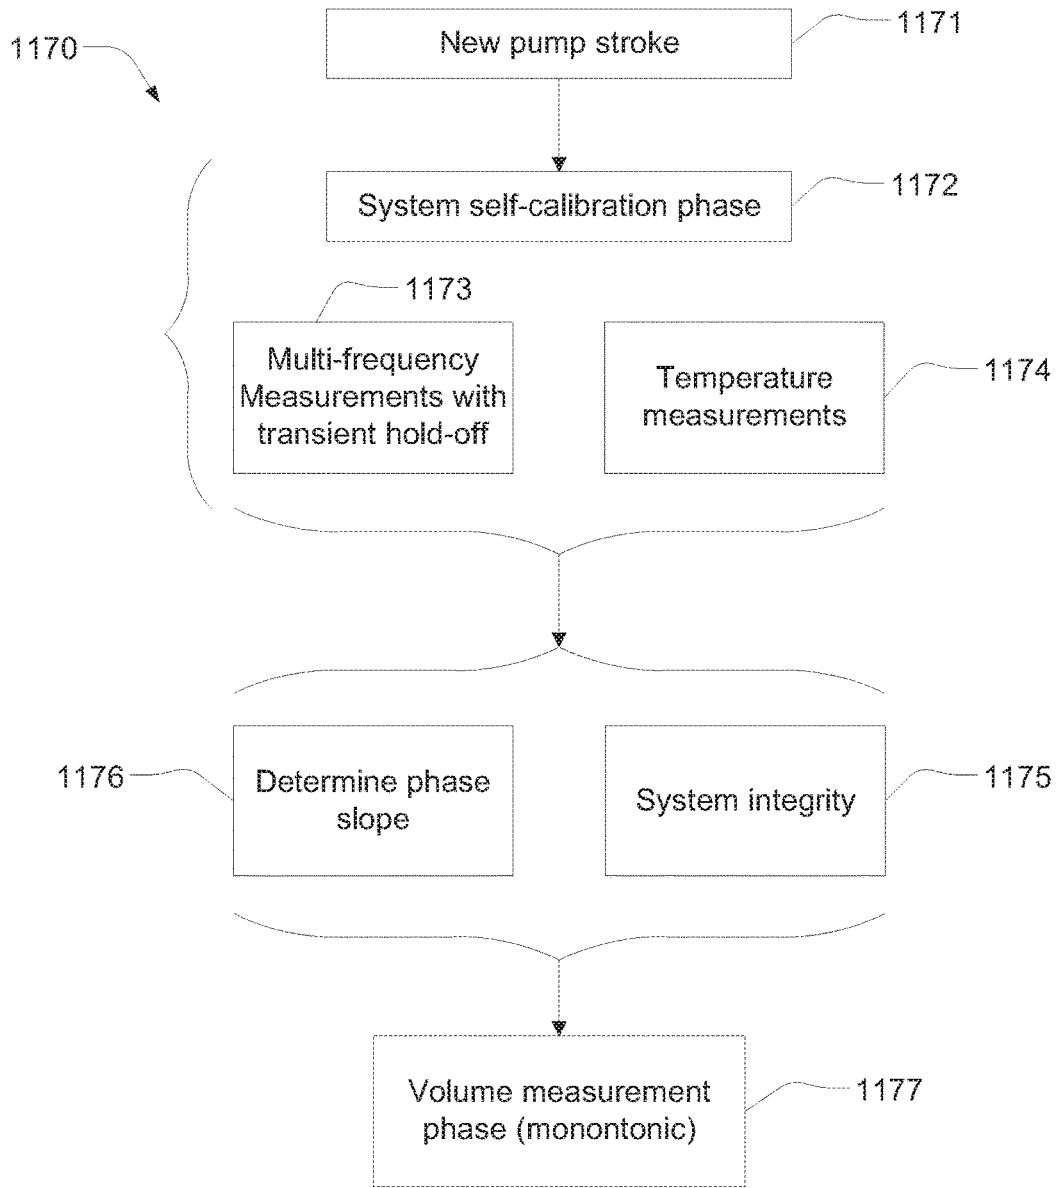 1170
New pump stroke
1171
System self-calibration phase
1172
1173
Multi-frequency
Measurements with
transient hold-off
Temperature
measurements
1174
1176
Determine phase
slope
System integrity
1175
Volume measurement
phase (monontonic)
1177